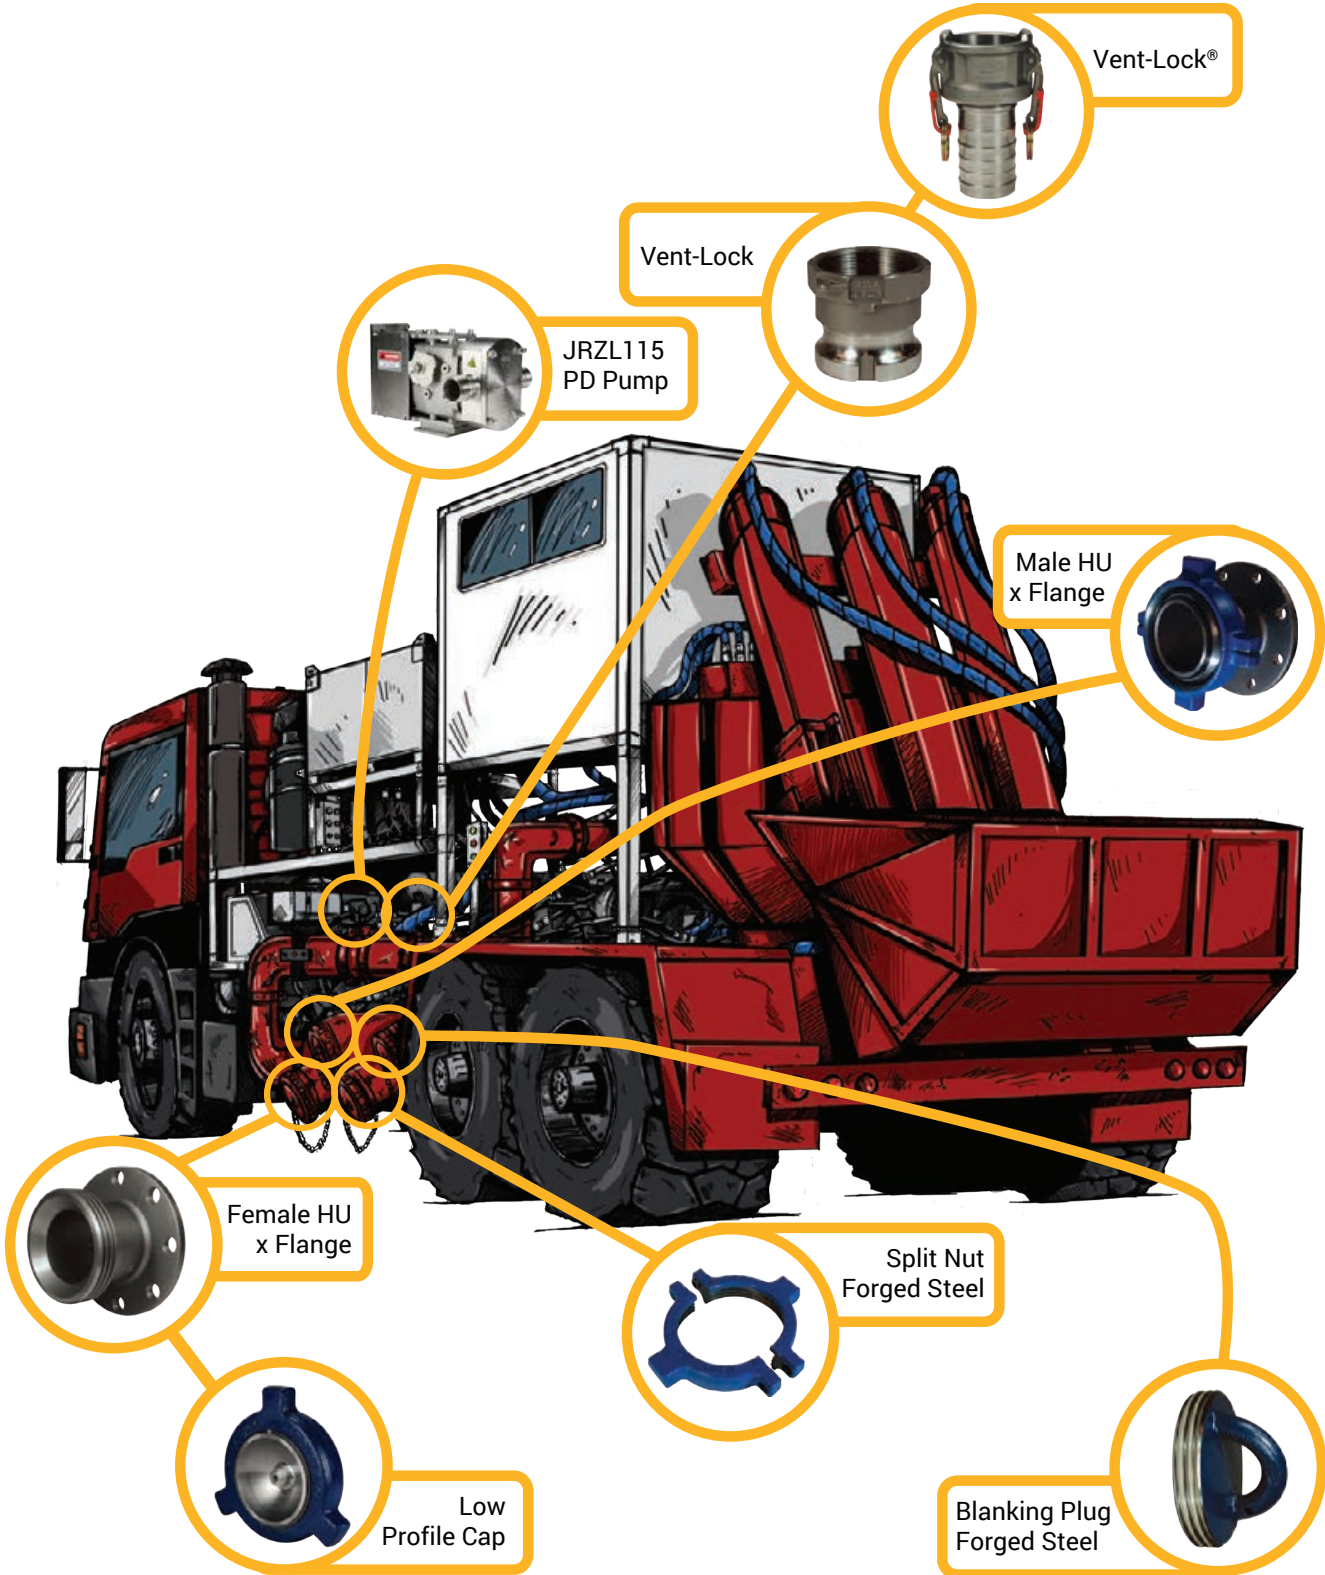 Vent-Lock®
Vent-Lock
JRZL115
PD Pump
Male HU
x Flange
Female HU
x Flange
Split Nut
Forged Steel
Low
Profile Cap
Blanking Plug
Forged Steel